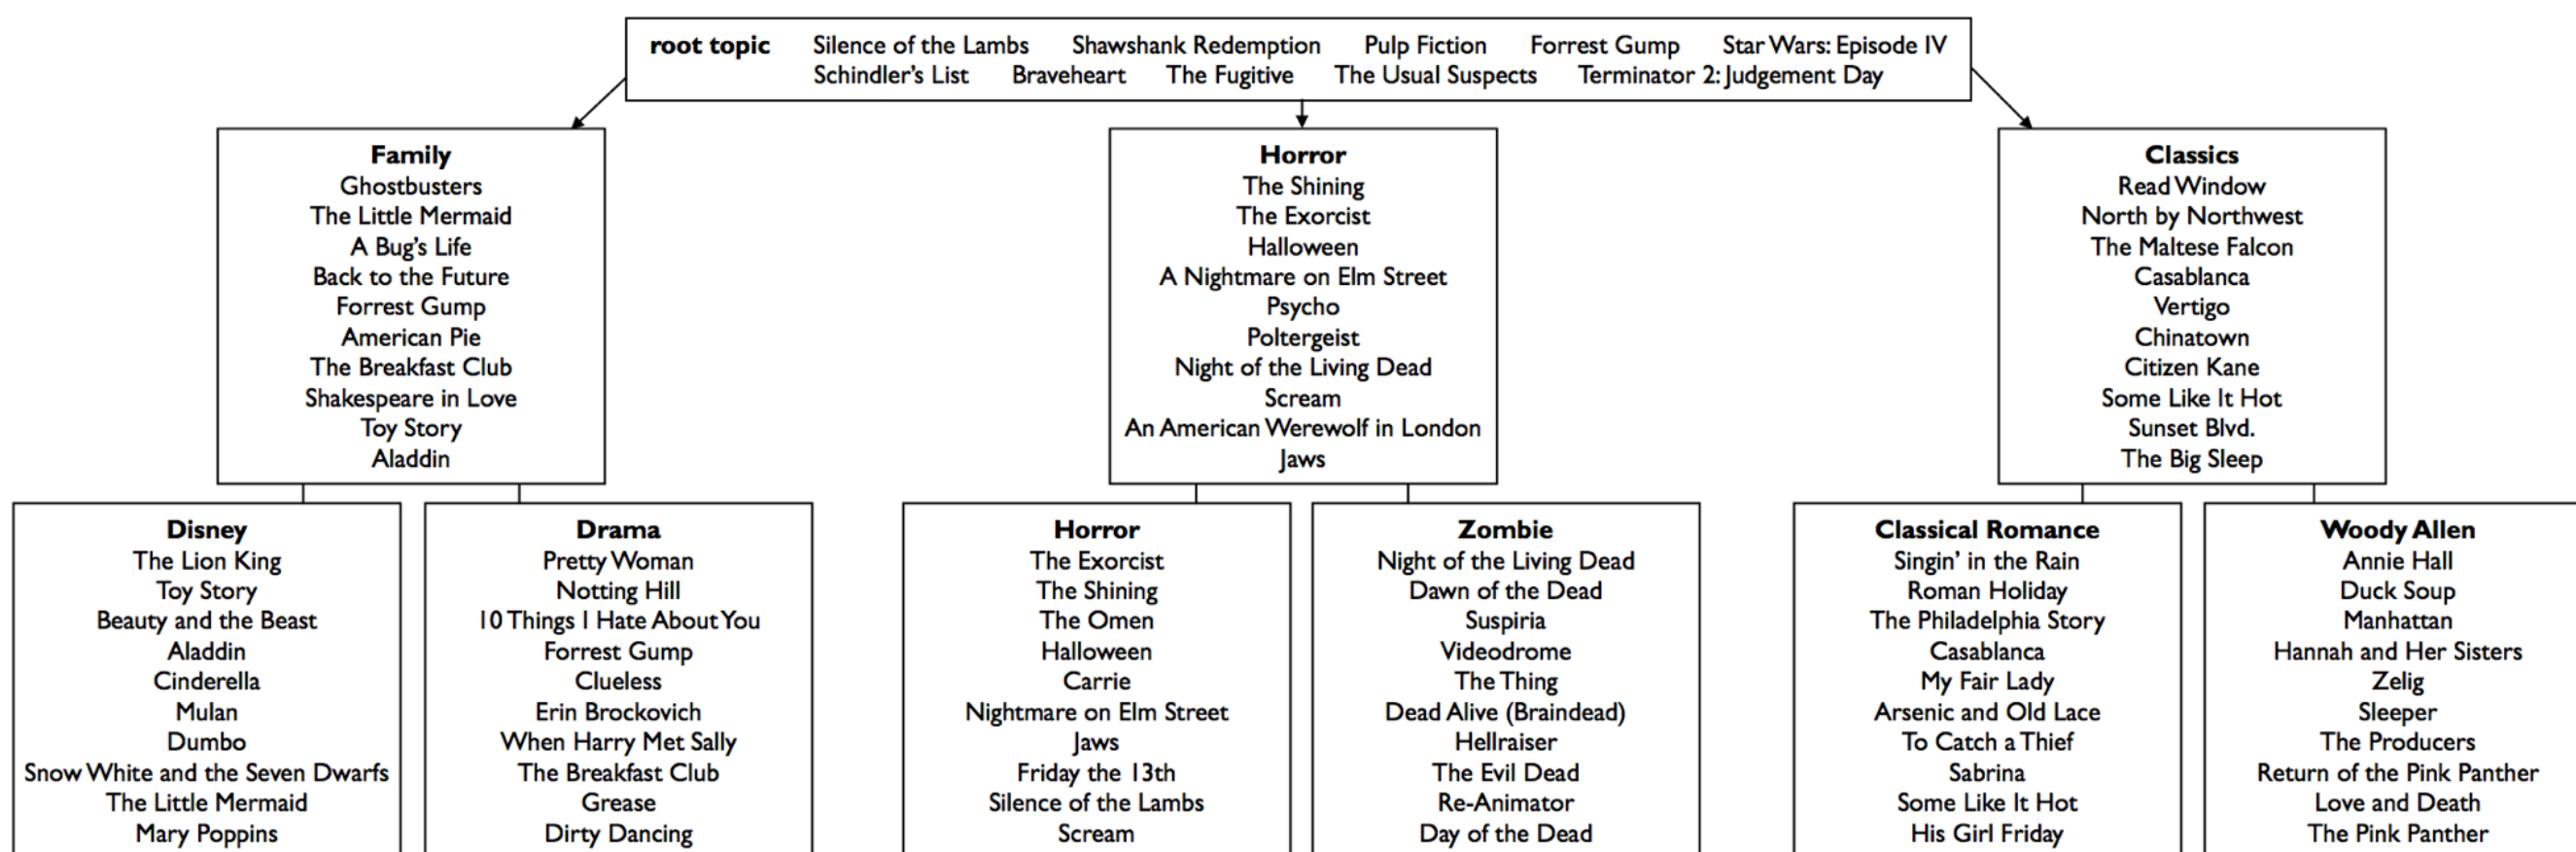 root topic Silence of the Lambs Shawshank Redemption Pulp Fiction Forrest Gump Star Wars: Episode IV
Schindler's List Braveheart The Fugitive The Usual Suspects Terminator 2: Judgement Day
Family
Ghostbusters
The Little Mermaid
A Bug's Life
Back to the Future
Forrest Gump
American Pie
The Breakfast Club
Shakespeare in Love
Toy Story
Aladdin
Horror
The Shining
The Exorcist
Halloween
A Nightmare on Elm Street
Psycho
Poltergeist
Night of the Living Dead
Scream
An American Werewolf in London
Jaws
Classics
Read Window
North by Northwest
The Maltese Falcon
Casablanca
Vertigo
Chinatown
Citizen Kane
Some Like It Hot
Sunset Blvd.
The Big Sleep
Disney
The Lion King
Toy Story
Beauty and the Beast
Aladdin
Cinderella
Mulan
Dumbo
Snow White and the Seven Dwarfs
The Little Mermaid
Mary Poppins
Drama
Pretty Woman
Notting Hill
10 Things I Hate About You
Forrest Gump
Clueless
Erin Brockovich
When Harry Met Sally
The Breakfast Club
Grease
Dirty Dancing
Horror
The Exorcist
The Shining
The Omen
Halloween
Carrie
Nightmare on Elm Street
Jaws
Friday the 13th
Silence of the Lambs
Scream
Zombie
Night of the Living Dead
Dawn of the Dead
Suspiria
Videodrome
The Thing
Dead Alive (Braindead)
Hellraiser
The Evil Dead
Re-Animator
Day of the Dead
Classical Romance
Singin' in the Rain
Roman Holiday
The Philadelphia Story
Casablanca
My Fair Lady
Arsenic and Old Lace
To Catch a Thief
Sabrina
Some Like It Hot
His Girl Friday
Woody Allen
Annie Hall
Duck Soup
Manhattan
Hannah and Her Sisters
Zelig
Sleeper
The Producers
Return of the Pink Panther
Love and Death
The Pink Panther